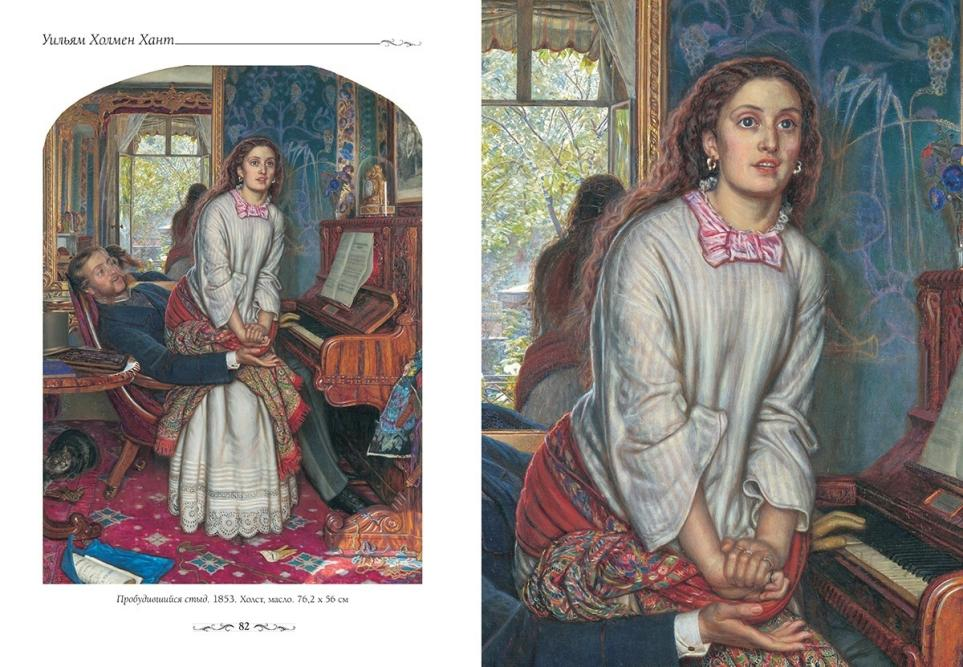 Уильям Холмен Хант
Пробудившийся стыд. 1853. Холст, масло. 76,2 х 56 см
82